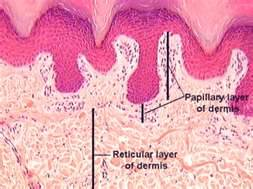 Papillary layer
of dermis
Reticular layer
of dermis